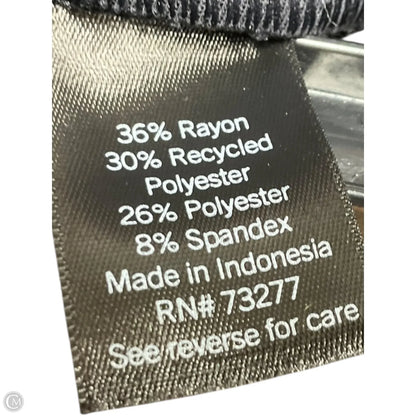 36% Rayon
30% Recycled
Polyester
26% Polyester
8% Spandex
Made in Indonesia
RN# 73277
See reverse for care